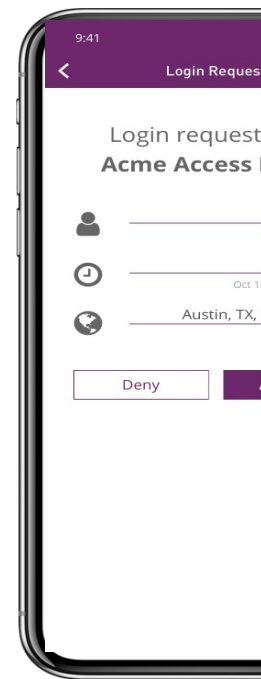 9:41
Login Reques
Login request
Acme Access
Oct 1
Austin, TX,
Deny